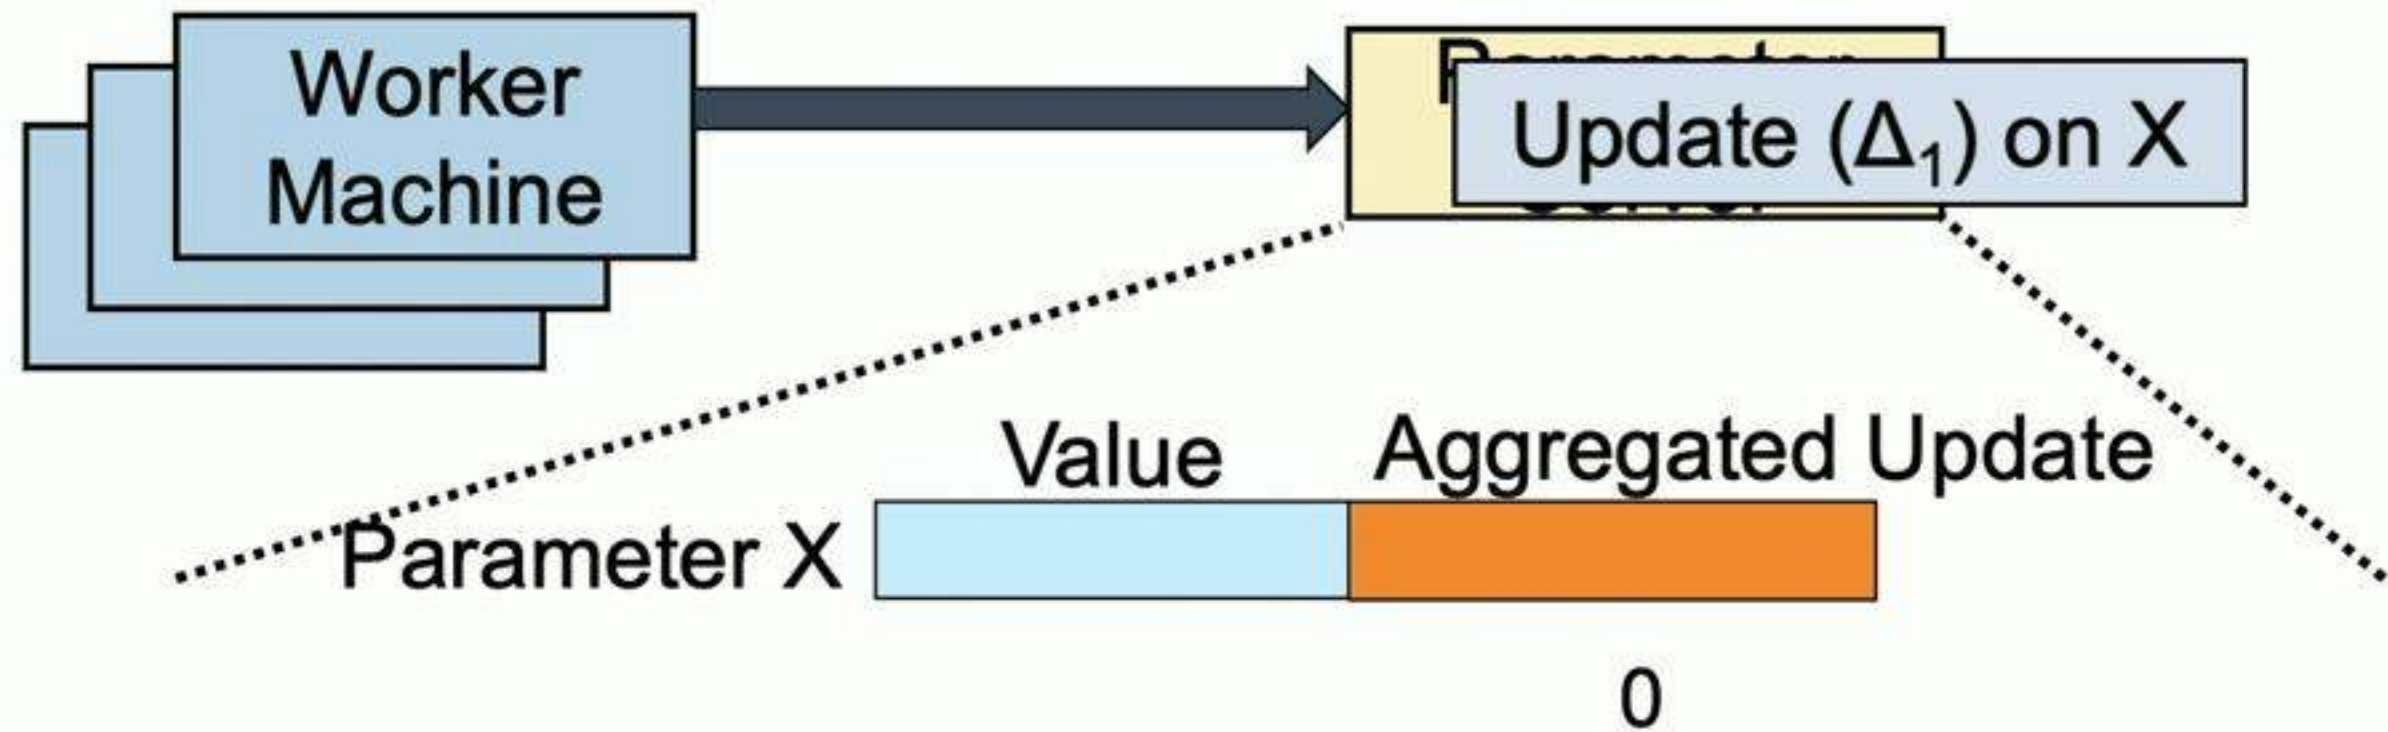 Worker
Machine
Update (Δ₁) on X
Value
Aggregated Update
Parameter X
0